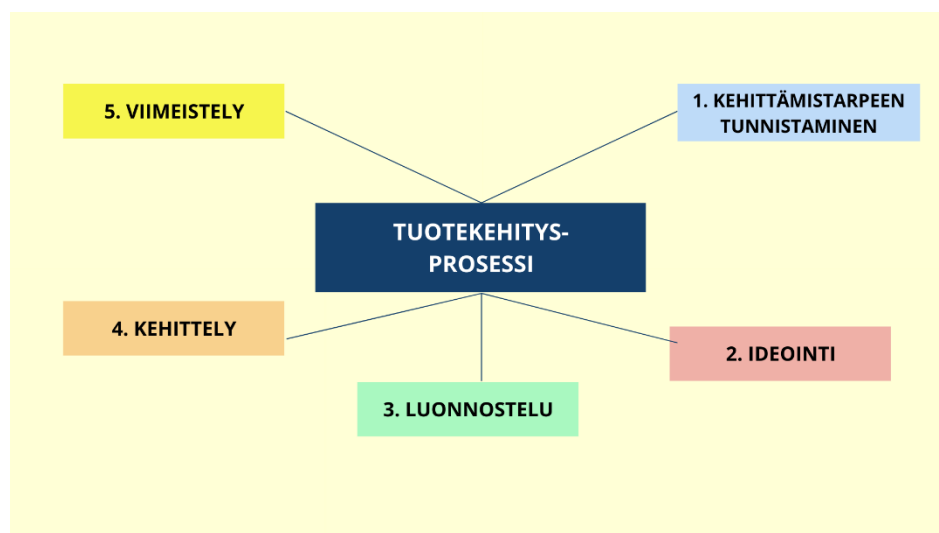 5. VIIMEISTELY
1. KEHITTÄMISTARPEEN
TUNNISTAMINEN
TUOTEKEHITYS-
PROSESSI
4. KEHITTELY
2. IDEOINTI
3. LUONNOSTELU